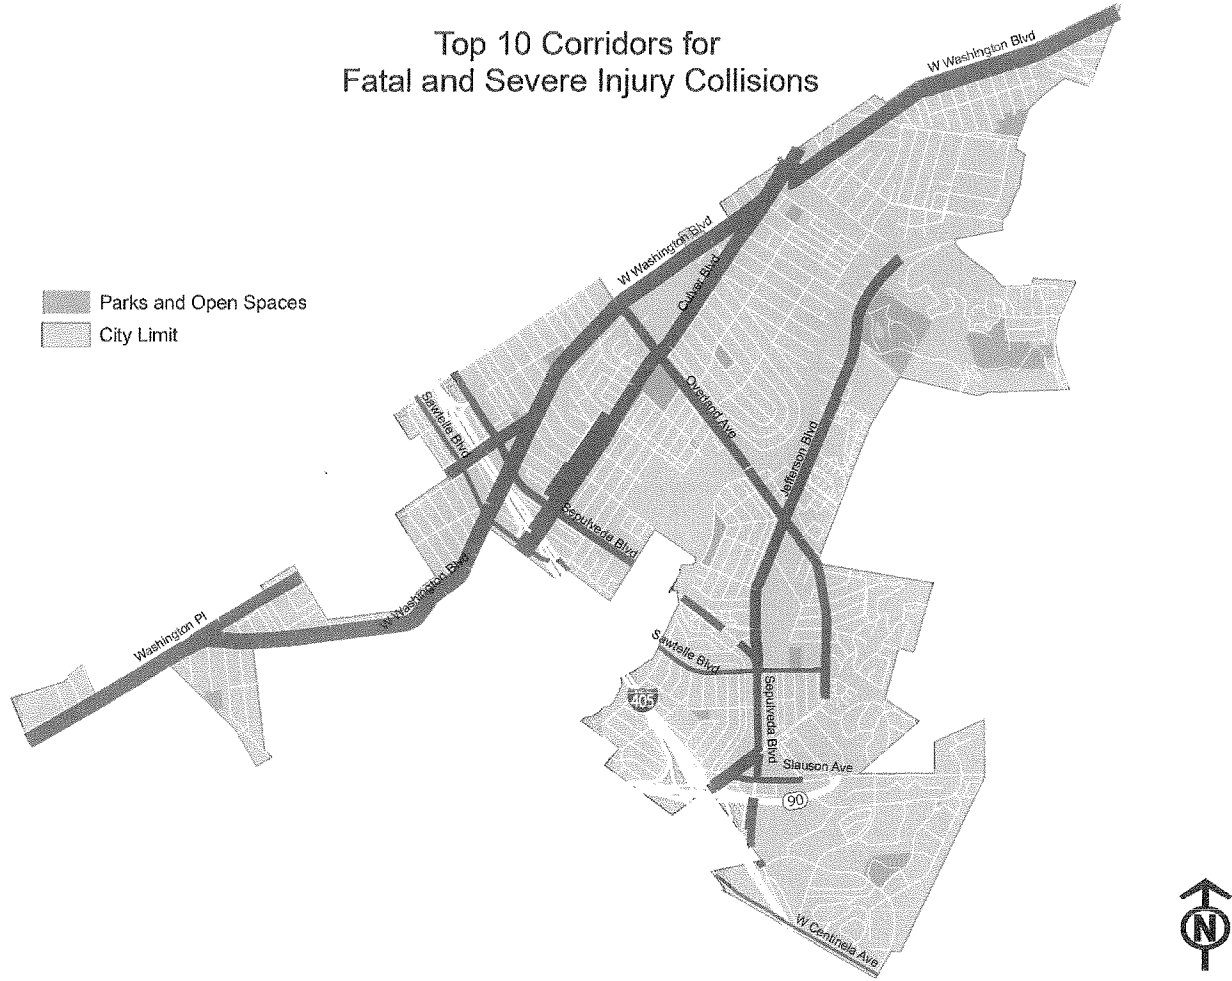 Top 10 Corridors for
Fatal and Severe Injury Collisions
W Washington Blvd
W Washington Blvd
Culver Blvd
Parks and Open Spaces
City Limit
Overland Ave
Sawtelle Blvd
Jefferson Blvd
Sepulveda Blvd
W Washington Blvd
Washington Pl
Sawtelle Blvd
405
Sepulveda Blvd
Slauson Ave
90
W Centinela Ave
N